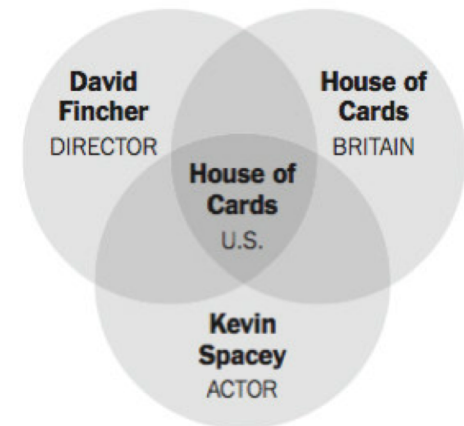 David
Fincher
DIRECTOR
House of
Cards
BRITAIN
House of
Cards
U.S.
Kevin
Spacey
ACTOR